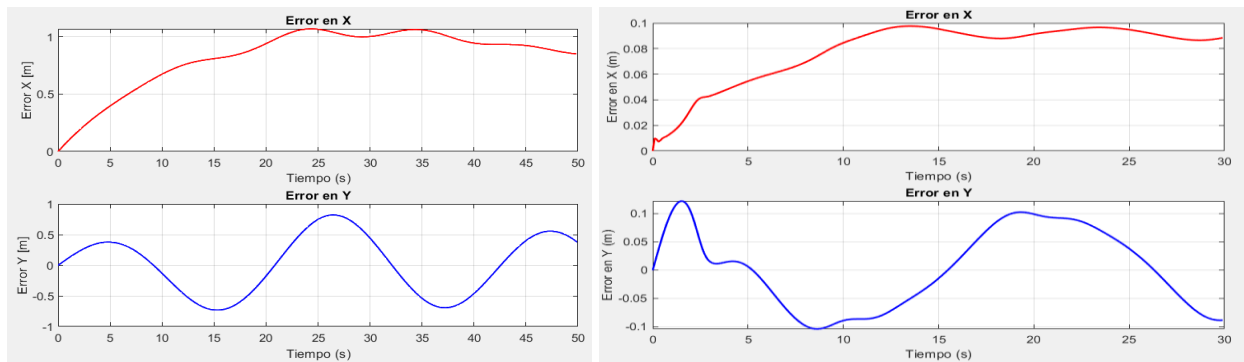 Error en X
Error X [m]
1
0.5
0
0 5 10 15 20 25 30 35 40 45 50
Tiempo (s)
Error en Y
Error Y [m]
1
0.5
0
-0.5
-1
0 5 10 15 20 25 30 35 40 45 50
Tiempo (s)
Error en X
Error en X (m)
0.1
0.08
0.06
0.04
0.02
0
0 5 10 15 20 25 30
Tiempo (s)
Error en Y
Error en Y (m)
0.1
0.05
0
-0.05
-0.1
0 5 10 15 20 25 30
Tiempo (s)